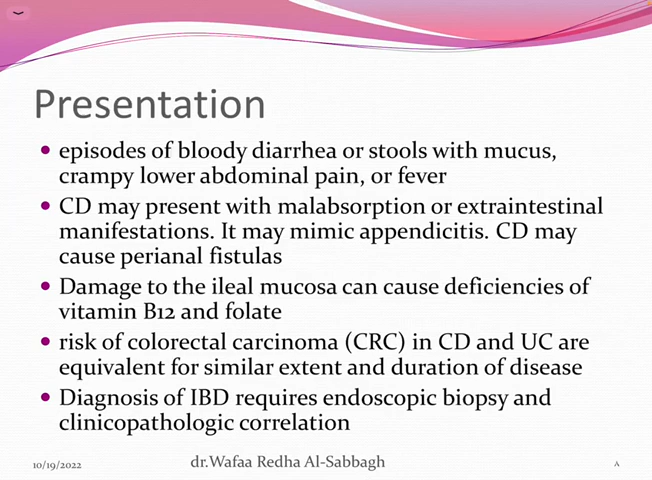 Presentation
episodes of bloody diarrhea or stools with mucus,
crampy lower abdominal pain, or fever
CD may present with malabsorption or extraintestinal
manifestations. It may mimic appendicitis. CD may
cause perianal fistulas
Damage to the ileal mucosa can cause deficiencies of
vitamin B12 and folate
risk of colorectal carcinoma (CRC) in CD and UC are
equivalent for similar extent and duration of disease
Diagnosis of IBD requires endoscopic biopsy and
clinicopathologic correlation
10/19/2022
dr.Wafaa Redha Al-Sabbagh